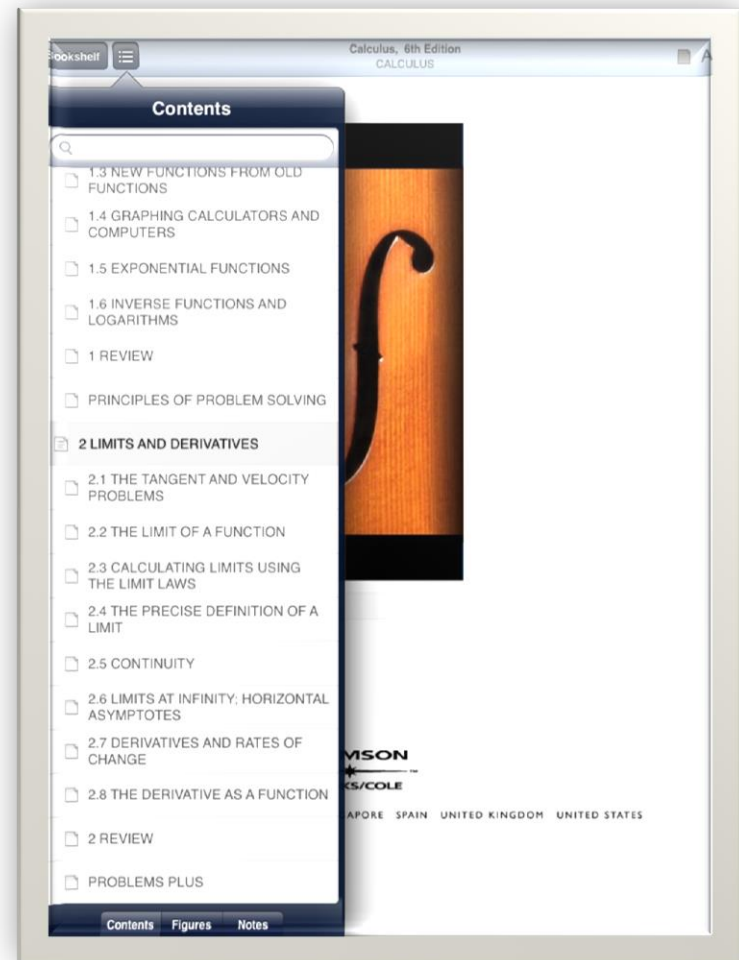 Bookshelf
Calculus, 6th Edition
CALCULUS
A
Contents
1.3 NEW FUNCTIONS FROM OLD
FUNCTIONS
1.4 GRAPHING CALCULATORS AND
COMPUTERS
1.5 EXPONENTIAL FUNCTIONS
1.6 INVERSE FUNCTIONS AND
LOGARITHMS
1 REVIEW
PRINCIPLES OF PROBLEM SOLVING
2 LIMITS AND DERIVATIVES
2.1 THE TANGENT AND VELOCITY
PROBLEMS
2.2 THE LIMIT OF A FUNCTION
2.3 CALCULATING LIMITS USING
THE LIMIT LAWS
2.4 THE PRECISE DEFINITION OF A
LIMIT
2.5 CONTINUITY
2.6 LIMITS AT INFINITY; HORIZONTAL
ASYMPTOTES
2.7 DERIVATIVES AND RATES OF
CHANGE
2.8 THE DERIVATIVE AS A FUNCTION
2 REVIEW
PROBLEMS PLUS
MSON
KS/COLE
APORE SPAIN UNITED KINGDOM UNITED STATES
Contents Figures Notes